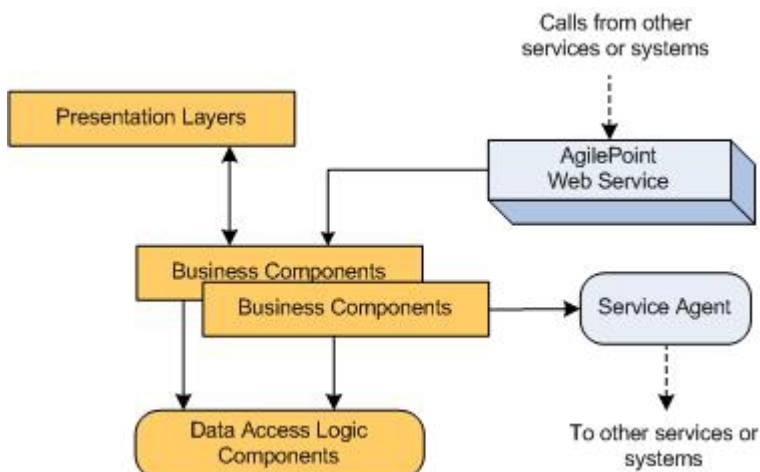 Calls from other
services or systems
Presentation Layers
AgilePoint
Web Service
Business Components
Business Components
Service Agent
Data Access Logic
Components
To other services or
systems